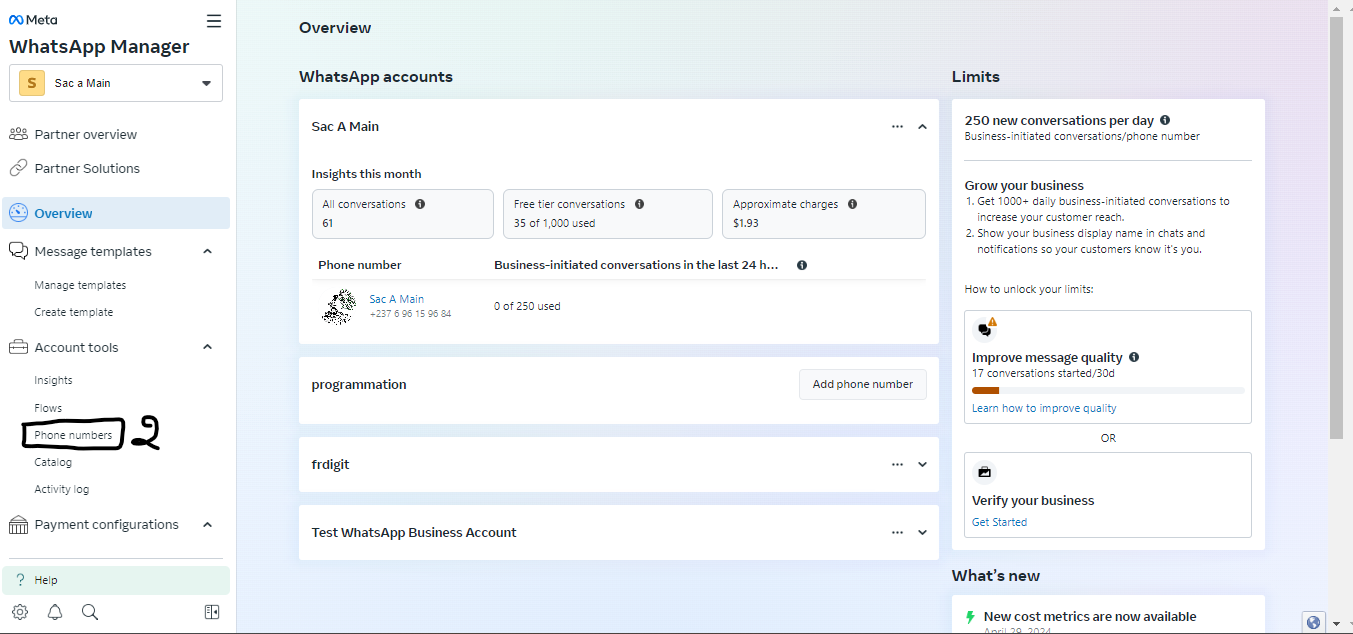 Meta
WhatsApp Manager
S Sac a Main
Partner overview
Partner Solutions
Overview
Message templates
Manage templates
Create template
Account tools
Insights
Flows
Phone numbers 2
Catalog
Activity log
Payment configurations
? Help
Overview
WhatsApp accounts
Sac A Main
Insights this month
All conversations
61
Free tier conversations
35 of 1,000 used
Approximate charges
$1.93
Phone number Business-initiated conversations in the last 24 h...
Sac A Main
+237 6 96 15 96 84
0 of 250 used
programmation Add phone number
frdigit
Test WhatsApp Business Account
Limits
250 new conversations per day
Business-initiated conversations/phone number
Grow your business
1. Get 1000+ daily business-initiated conversations to
increase your customer reach.
2. Show your business display name in chats and
notifications so your customers know it's you.
How to unlock your limits:
Improve message quality
17 conversations started/30d
Learn how to improve quality
OR
Verify your business
Get Started
What's new
New cost metrics are now available
April 29, 2024